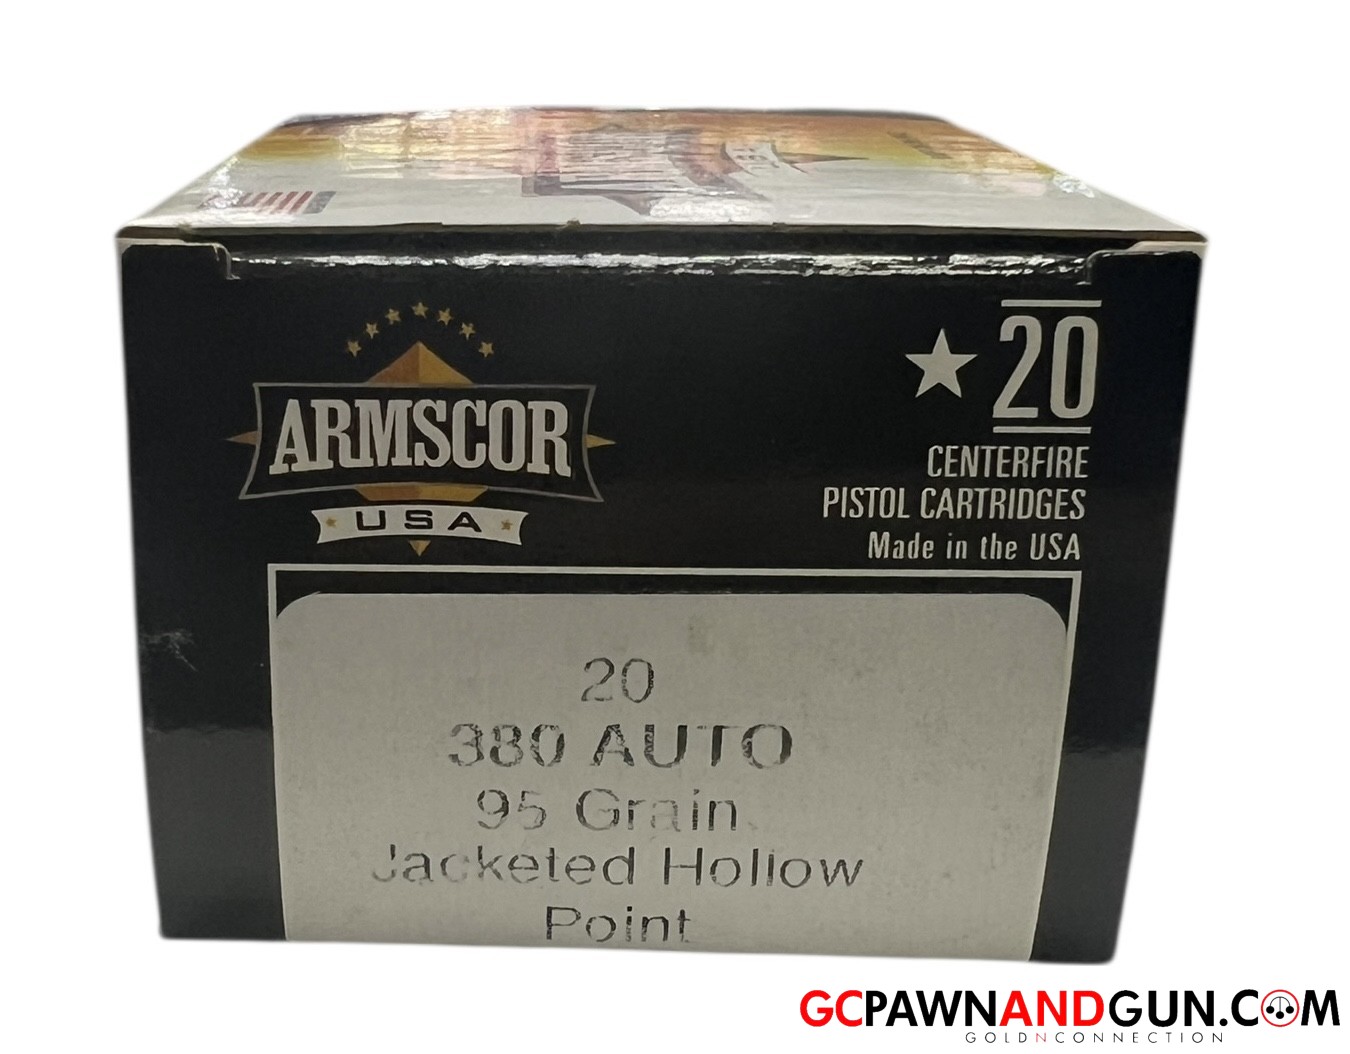 ARMSCOR
USA
20
CENTERFIRE
PISTOL CARTRIDGES
Made in the USA
20
380 AUTO
95 Grain
Jacketed Hollow
Point
GCPAWNANDGUN.COM
GOLDNCONNECTION